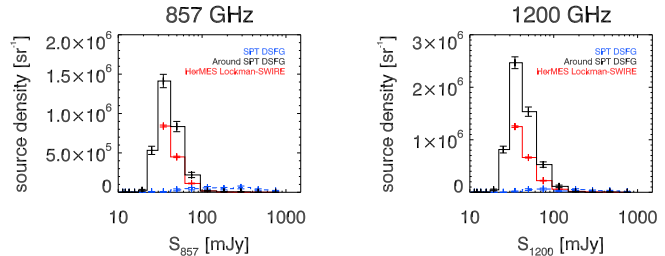 857 GHz
1200 GHz
source density [sr⁻¹]
2.0×10⁶
1.5×10⁶
1.0×10⁶
5.0×10⁵
0
SPT DSFG
Around SPT DSFG
HerMES Lockman-SWIRE
10
100
1000
S₈₅₇ [mJy]
source density [sr⁻¹]
3×10⁶
2×10⁶
1×10⁶
0
SPT DSFG
Around SPT DSFG
HerMES Lockman-SWIRE
10
100
1000
S₁₂₀₀ [mJy]